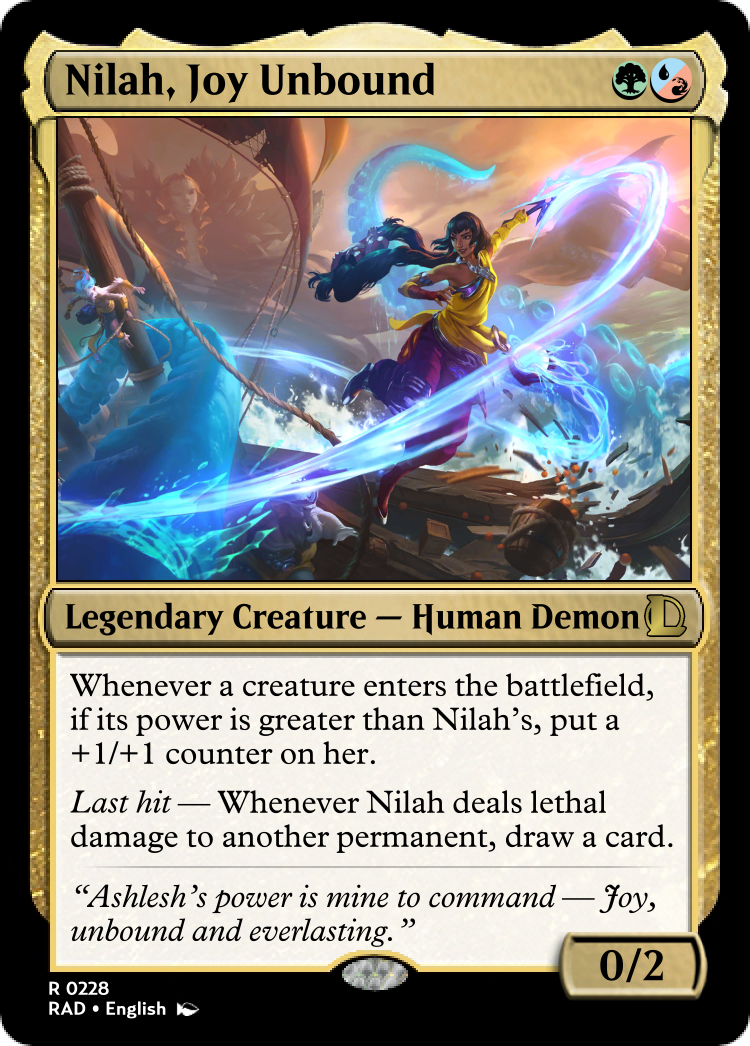 Nilah, Joy Unbound
Legendary Creature — Human Demon
Whenever a creature enters the battlefield,
if its power is greater than Nilah's, put a
+1/+1 counter on her.
Last hit — Whenever Nilah deals lethal
damage to another permanent, draw a card.
“Ashlesh's power is mine to command — Joy,
unbound and everlasting.”
0/2
R 0228
RAD • English